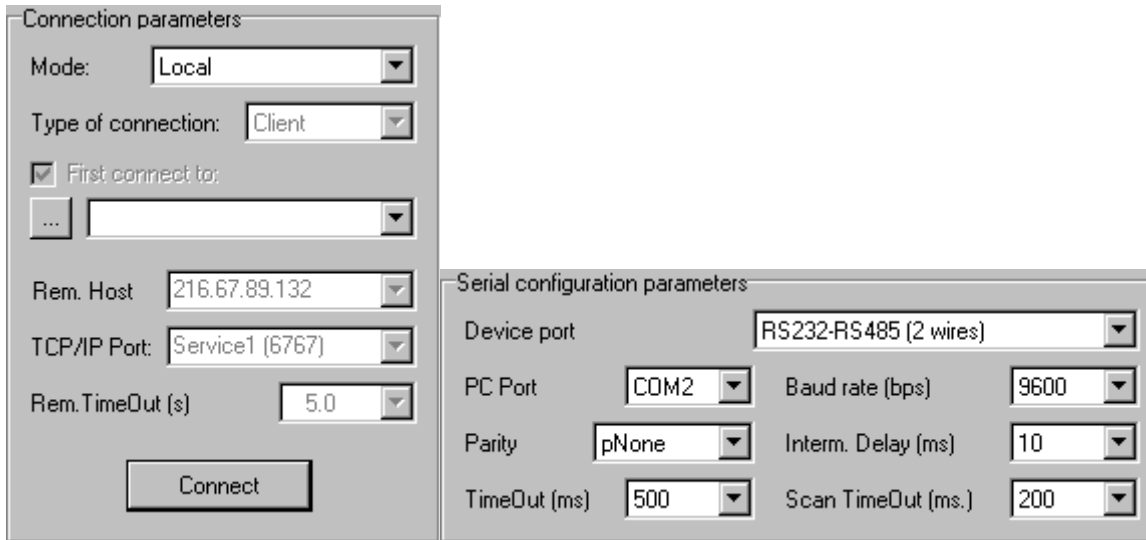 Connection parameters
Mode: Local
Type of connection: Client
First connect to:
...
Rem. Host 216.67.89.132
TCP/IP Port: Service1 (6767)
Rem.TimeOut (s) 5.0
Connect
Serial configuration parameters
Device port RS232-RS485 (2 wires)
PC Port COM2 Baud rate (bps) 9600
Parity pNone Interm. Delay (ms) 10
TimeOut (ms) 500 Scan TimeOut (ms.) 200